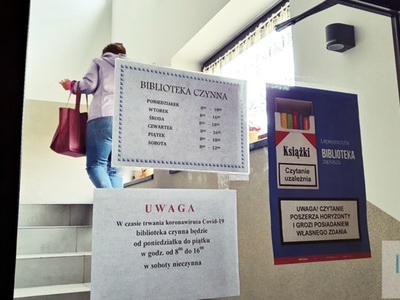 BIBLIOTEKA CZYNNA
PONIEDZIAŁEK
WTOREK
ŚRODA
CZWARTEK
PIĄTEK
SOBOTA
UWAGA
W czasie trwania koronawirusa Covid-19
biblioteka czynna będzie
od poniedziałku do piątku
w godz. od 8⁰⁰ do 16⁰⁰
w soboty nieczynna
Książki
Czytanie
uzależnia
BIBLIOTEKA
UWAGA! CZYTANIE
POSZERZA HORYZONTY
I GROZI POSIADANIEM
WŁASNEGO ZDANIA